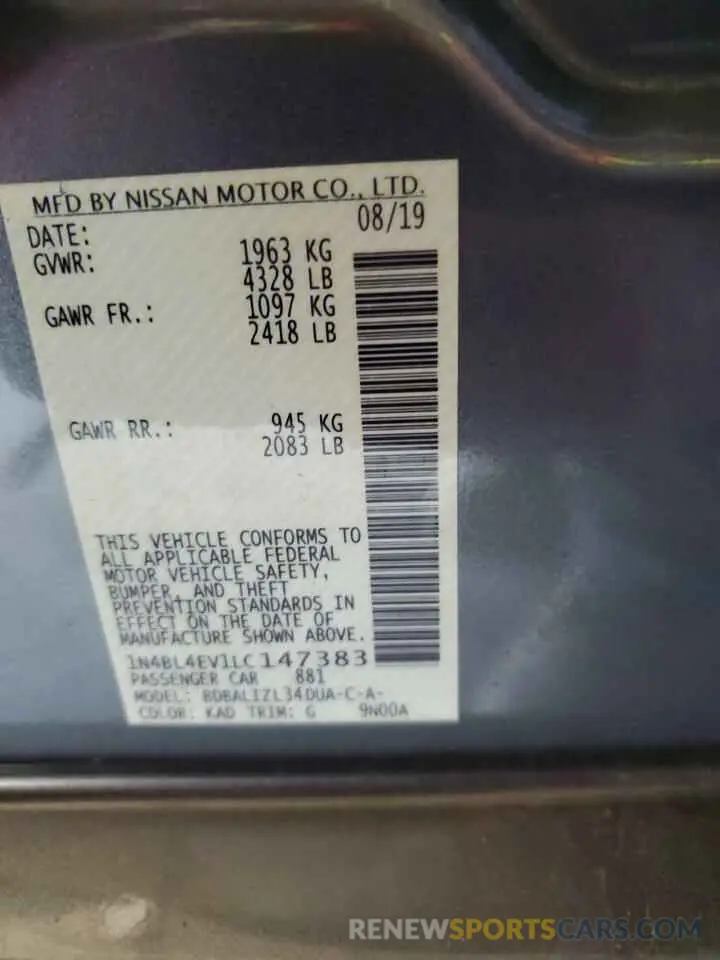 MFD BY NISSAN MOTOR CO., LTD.
DATE: 08/19
GVWR: 1963 KG
4328 LB
GAWR FR.: 1097 KG
2418 LB
GAWR RR.: 945 KG
2083 LB
THIS VEHICLE CONFORMS TO
ALL APPLICABLE FEDERAL
MOTOR VEHICLE SAFETY,
BUMPER, AND THEFT
PREVENTION STANDARDS IN
EFFECT ON THE DATE OF
MANUFACTURE SHOWN ABOVE.
1N4BL4EV1LC147383
PASSENGER CAR 881
MODEL: BDBALIZL34DUA-C-A-
COLOR: KAD TRIM: G 9N00A
RENEWSPORTSCARS.COM